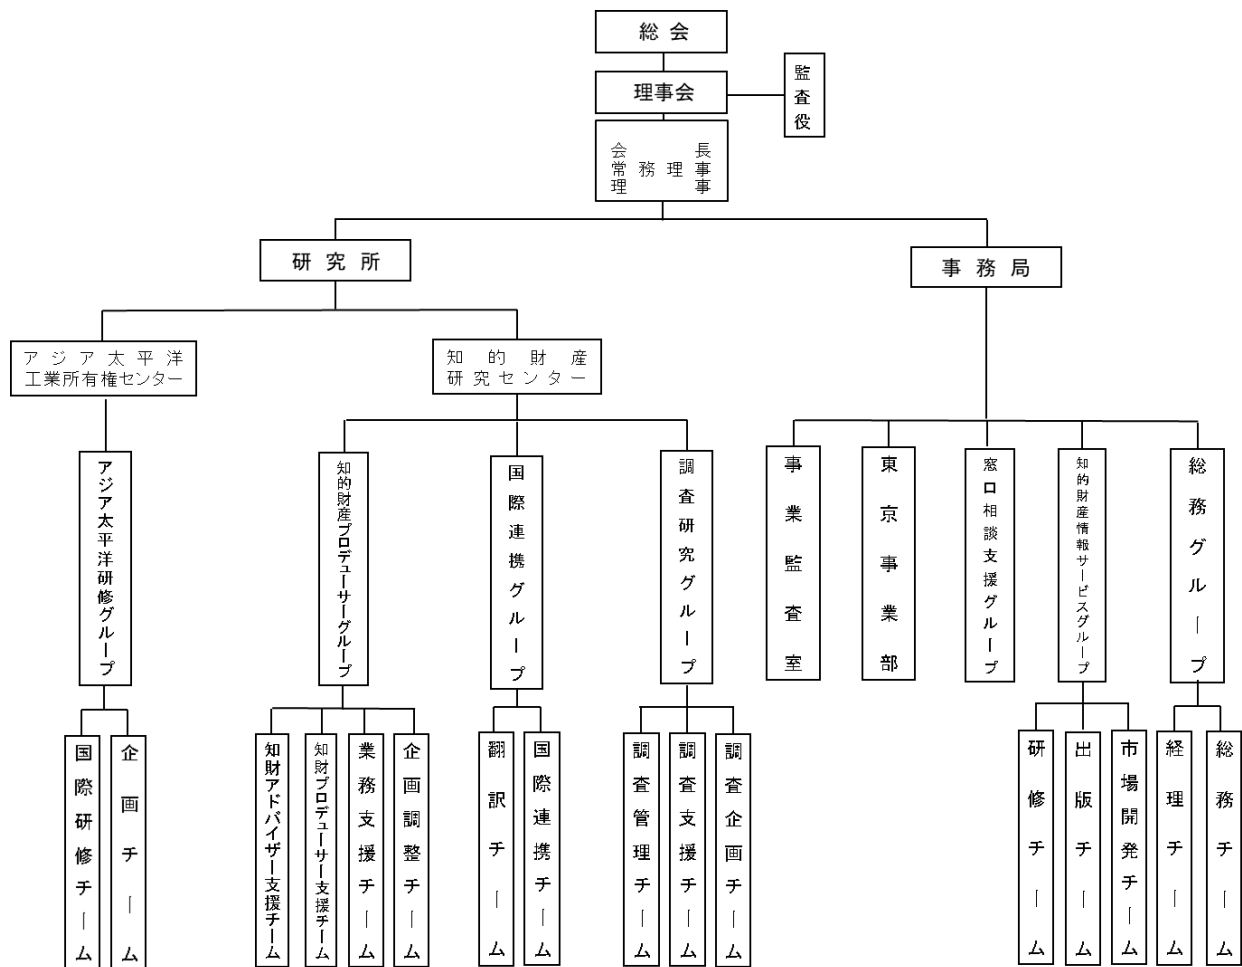 総会
理事会
監査役
会長
常務理事
理事
研究所
事務局
アジア太平洋
工業所有権センター
知的財産
研究センター
アジア太平洋研修グループ
知的財産プロデューサーグループ
国際連携グループ
調査研究グループ
事業監査室
東京事業部
窓口相談支援グループ
知的財産情報サービスグループ
総務グループ
国際研修チーム
企画チーム
知財アドバイザー支援チーム
知財プロデューサー支援チーム
業務支援チーム
企画調整チーム
翻訳チーム
国際連携チーム
調査管理チーム
調査支援チーム
調査企画チーム
研修チーム
出版チーム
市場開発チーム
経理チーム
総務チーム